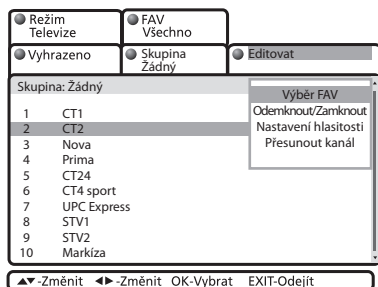 Režim
Televize
FAV
Všechno
Vyhrazeno
Skupina
Žádný
Editovat
Skupina: Žádný
1 CT1
2 CT2
3 Nova
4 Prima
5 CT24
6 CT4 sport
7 UPC Express
8 STV1
9 STV2
10 Markíza
Výběr FAV
Odemknout/Zamknout
Nastavení hlasitosti
Přesunout kanál
▲▼-Změnit ◀▶-Změnit OK-Vybrat EXIT-Odejít